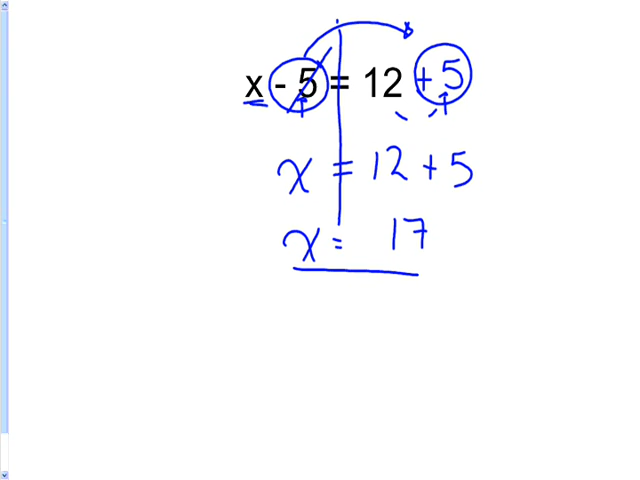 x - 5 = 12 + 5
x = 12 + 5
x = 17